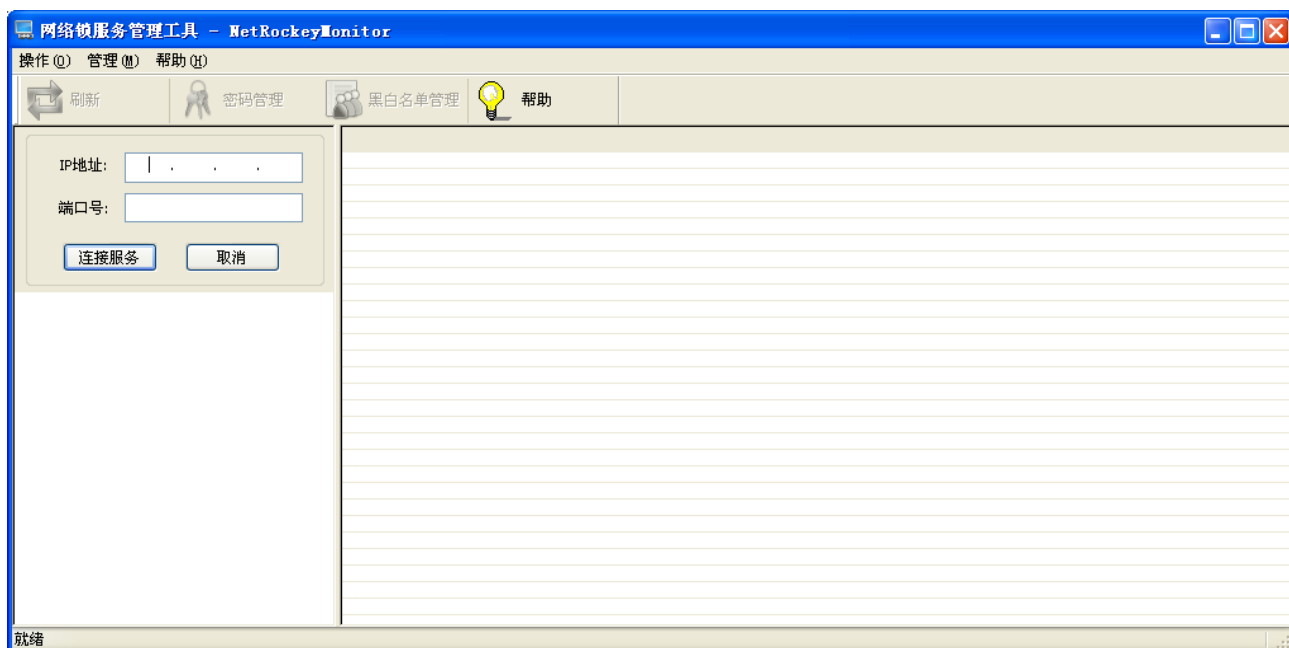 网络锁服务管理工具 - NetRockeyMonitor
操作(O) 管理(M) 帮助(H)
刷新 密码管理 黑白名单管理 帮助
IP地址: . . .
端口号:
连接服务 取消
就绪